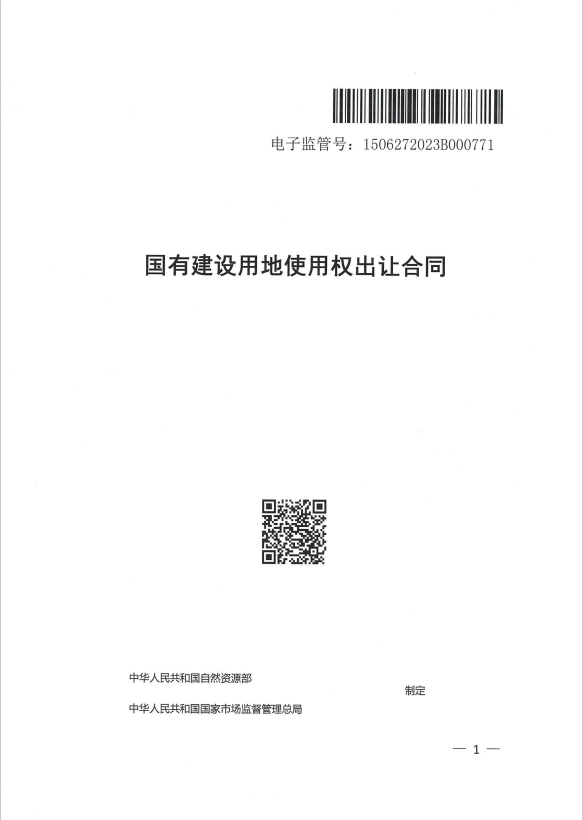 电子监管号：1506272023B000771
国有建设用地使用权出让合同
中华人民共和国自然资源部
制定
中华人民共和国国家市场监督管理总局
— 1 —